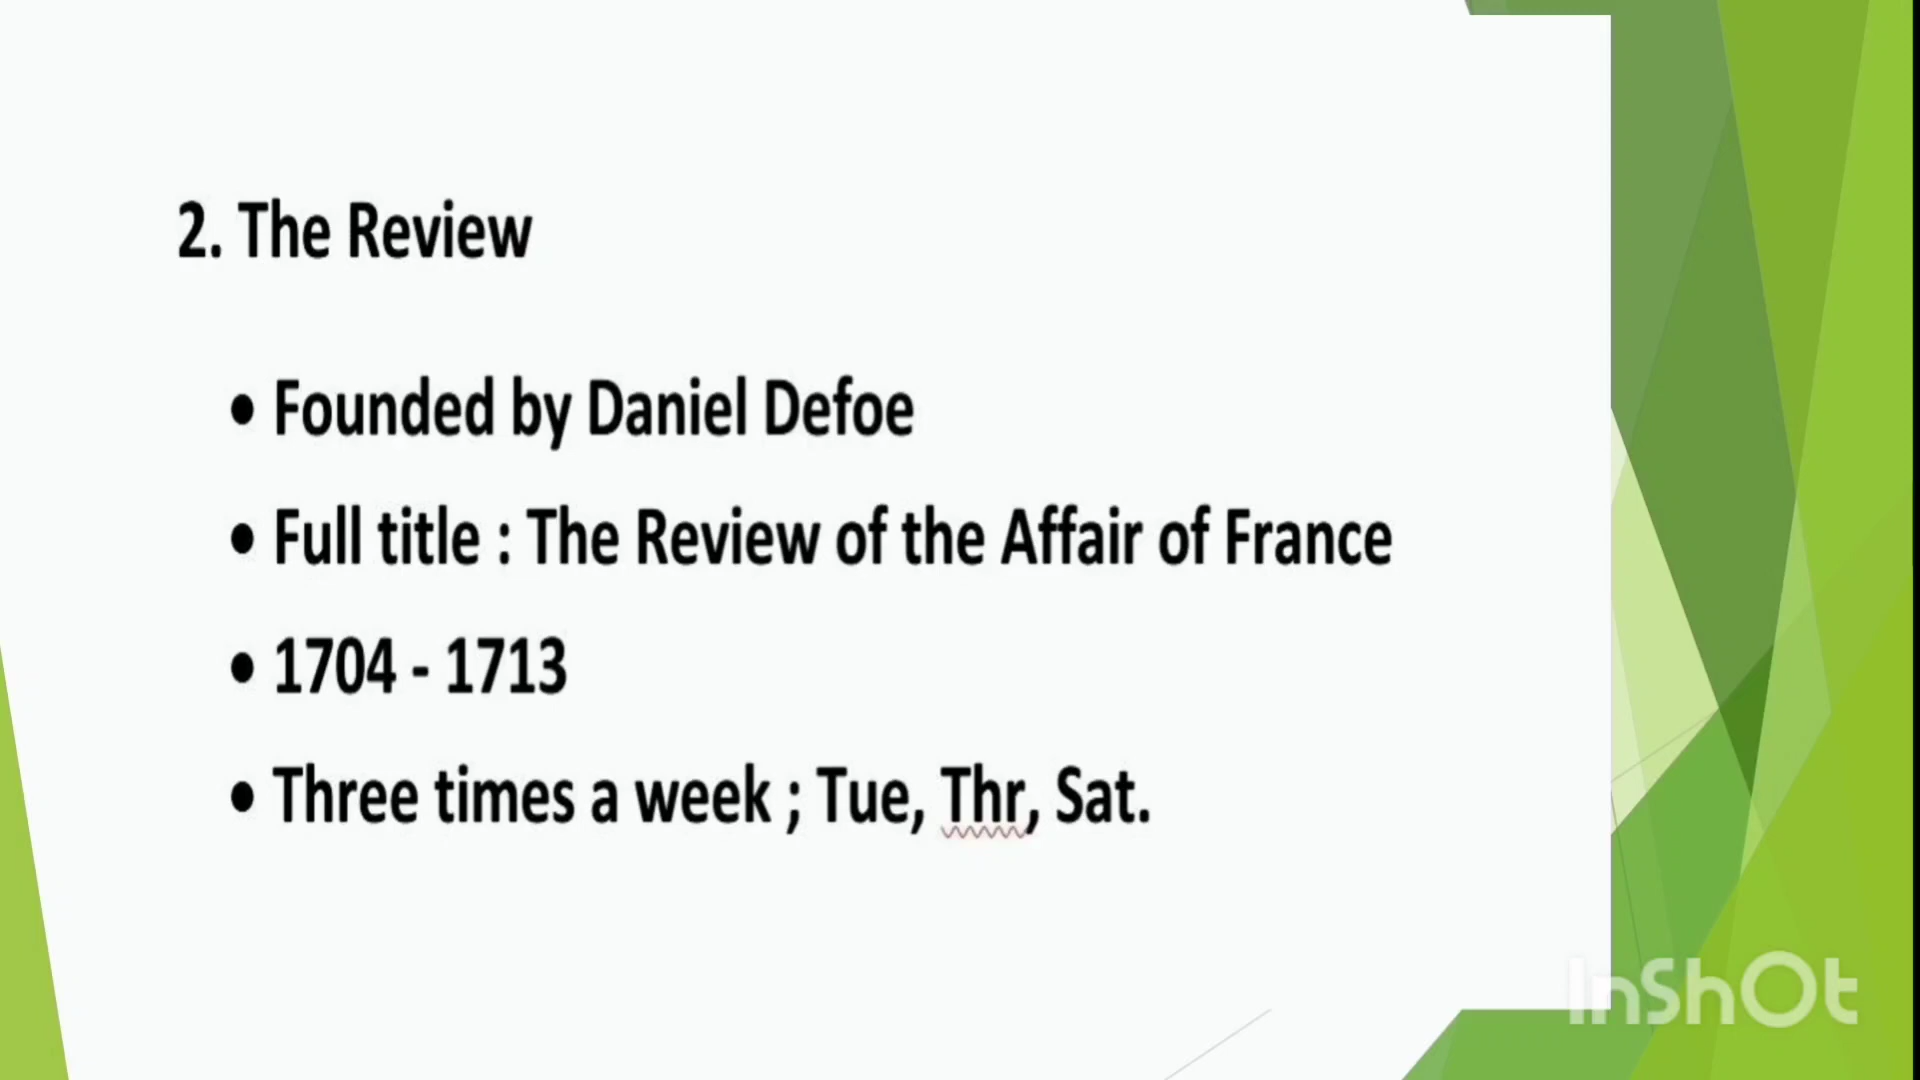 2. The Review
• Founded by Daniel Defoe
• Full title : The Review of the Affair of France
• 1704 - 1713
• Three times a week ; Tue, Thr, Sat.
InShOt